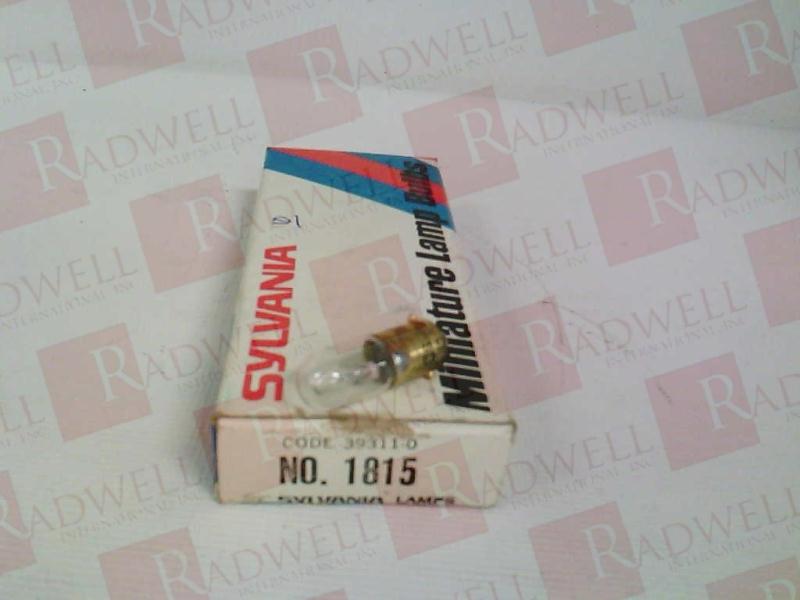 SYLVANIA
Miniature Lamp Bulbs
CODE 39311-0
NO. 1815
SYLVANIA LAMPS
RADWELL
INTERNATIONAL, INC